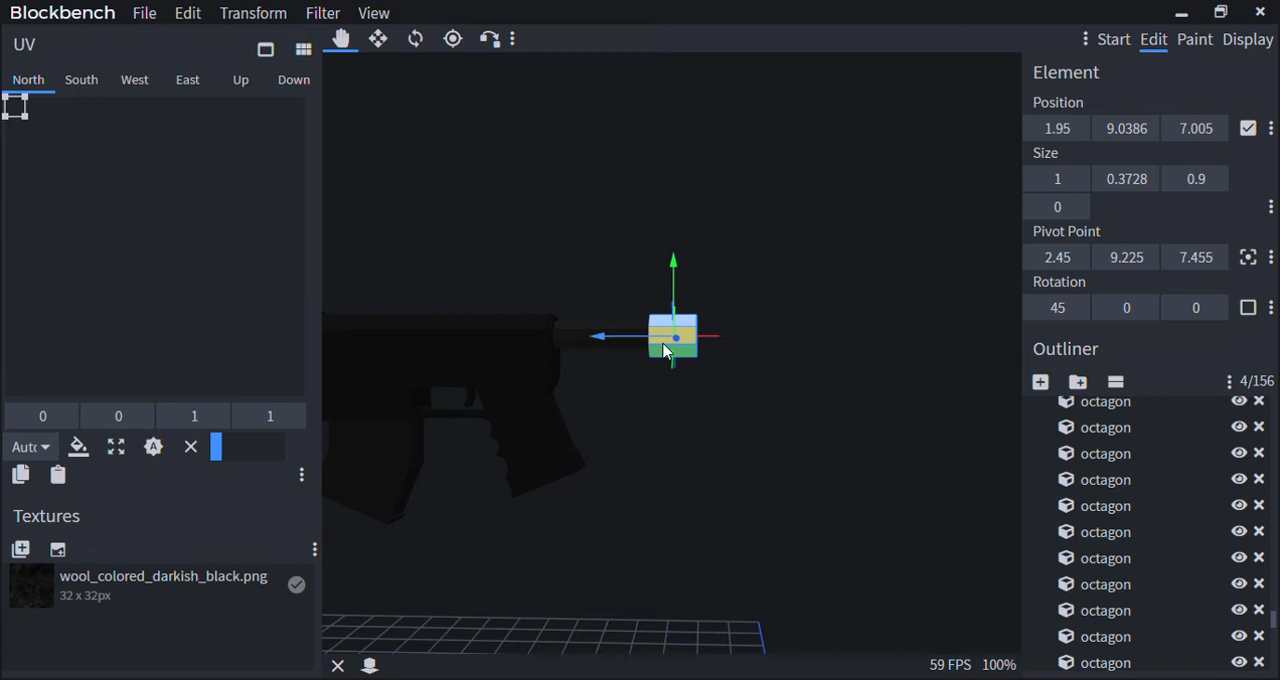 Blockbench File Edit Transform Filter View
UV
Start Edit Paint Display
North South West East Up Down
Element
Position
1.95 9.0386 7.005
Size
1 0.3728 0.9
0
Pivot Point
2.45 9.225 7.455
Rotation
45 0 0
Outliner
4/156
octagon
octagon
octagon
octagon
octagon
octagon
octagon
octagon
octagon
octagon
octagon
0 0 1 1
Autc
Textures
wool_colored_darkish_black.png
32 x 32px
59 FPS 100%